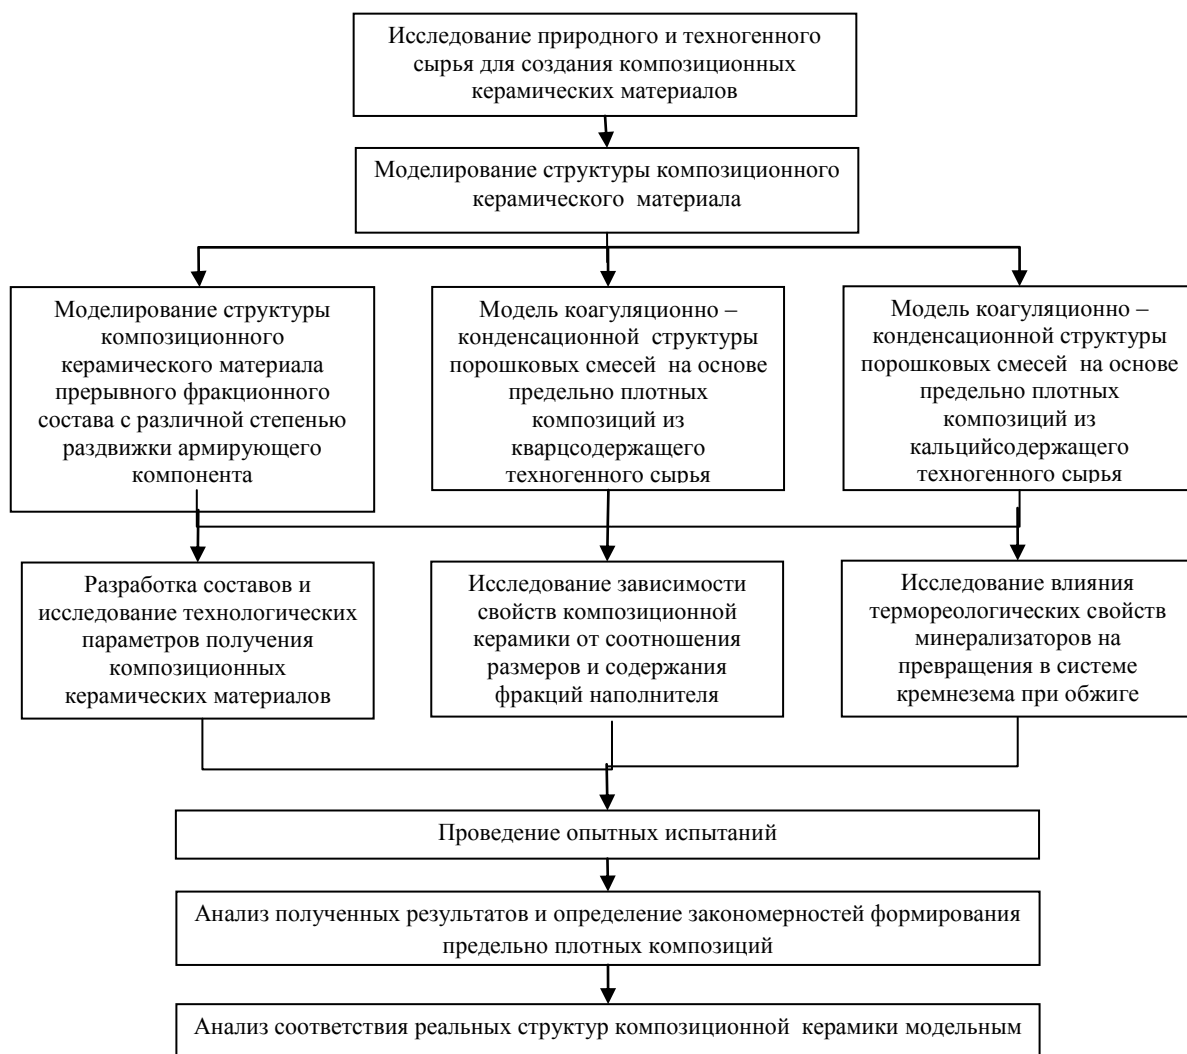 Исследование природного и техногенного
сырья для создания композиционных
керамических материалов
Моделирование структуры композиционного
керамического материала
Моделирование структуры
композиционного
керамического материала
прерывного фракционного
состава с различной степенью
раздвижки армирующего
компонента
Модель коагуляционно –
конденсационной структуры
порошковых смесей на основе
предельно плотных
композиций из
кварцсодержащего
техногенного сырья
Модель коагуляционно –
конденсационной структуры
порошковых смесей на основе
предельно плотных
композиций из
кальцийсодержащего
техногенного сырья
Разработка составов и
исследование технологических
параметров получения
композиционных
керамических материалов
Исследование зависимости
свойств композиционной
керамики от соотношения
размеров и содержания
фракций наполнителя
Исследование влияния
термореологических свойств
минерализаторов на
превращения в системе
кремнезема при обжиге
Проведение опытных испытаний
Анализ полученных результатов и определение закономерностей формирования
предельно плотных композиций
Анализ соответствия реальных структур композиционной керамики модельным